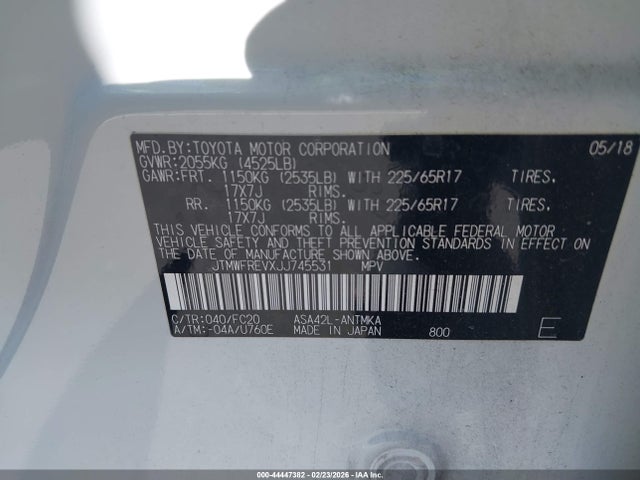 MFD.BY:TOYOTA MOTOR CORPORATION 05/18
GVWR:2055KG (4525LB)
GAWR:FRT. 1150KG (2535LB) WITH 225/65R17 TIRES,
17X7J RIMS.
RR. 1150KG (2535LB) WITH 225/65R17 TIRES,
17X7J RIMS.
THIS VEHICLE CONFORMS TO ALL APPLICABLE FEDERAL MOTOR
VEHICLE SAFETY AND THEFT PREVENTION STANDARDS IN EFFECT ON
THE DATE OF MANUFACTURE SHOWN ABOVE.
JTMWFREVXJJ745531 MPV
C/TR:040/FC20 ASA42L-ANTMKA
A/TM:-04A/U760E MADE IN JAPAN 800 E
000-44447382 - 02/23/2026 - IAAI.COM